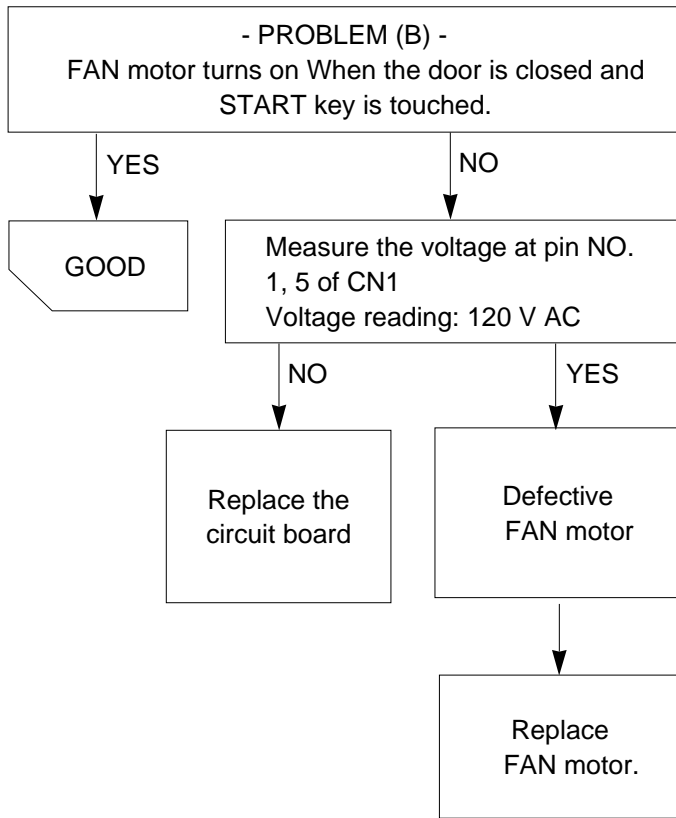 - PROBLEM (B) -
FAN motor turns on When the door is closed and
START key is touched.
YES
NO
GOOD
Measure the voltage at pin NO.
1, 5 of CN1
Voltage reading: 120 V AC
NO
YES
Replace the
circuit board
Defective
FAN motor
Replace
FAN motor.